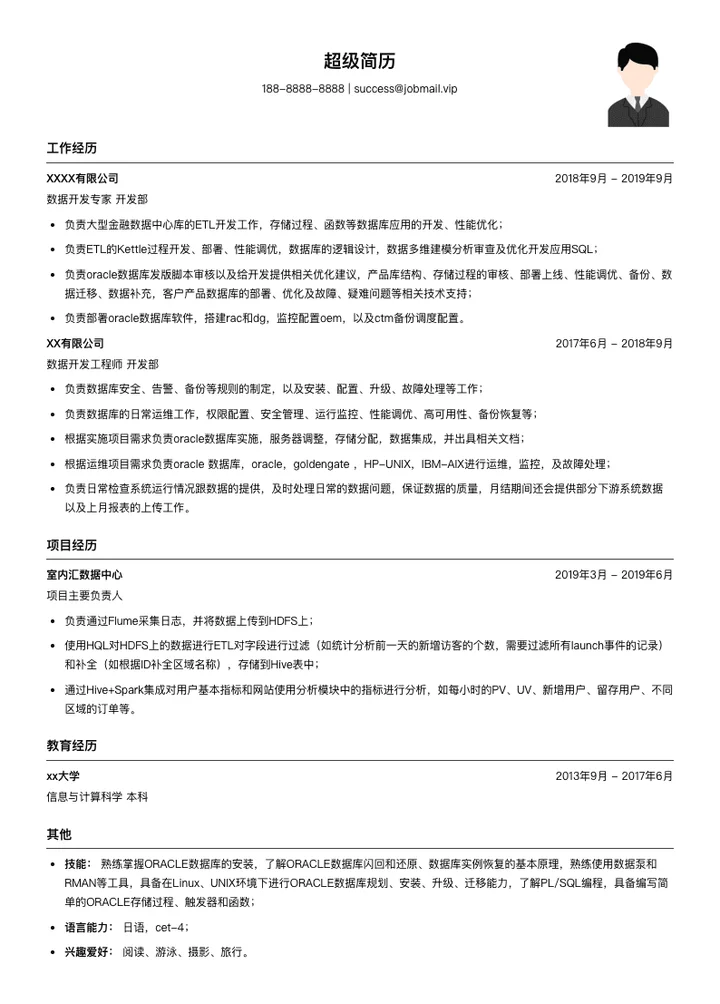 超级简历
188-8888-8888 | success@jobmail.vip
工作经历
XXXX有限公司 2018年9月 - 2019年9月
数据开发专家 开发部
• 负责大型金融数据中心库的ETL开发工作，存储过程、函数等数据库应用的开发、性能优化；
• 负责ETL的Kettle过程开发、部署、性能调优，数据库的逻辑设计，数据多维建模分析审查及优化开发应用SQL；
• 负责oracle数据库发版脚本审核以及给开发提供相关优化建议，产品库结构、存储过程的审核、部署上线、性能调优、备份、数
据迁移、数据补充，客户产品数据库的部署、优化及故障、疑难问题等相关技术支持；
• 负责部署oracle数据库软件，搭建rac和dg，监控配置oem，以及ctm备份调度配置。
XX有限公司 2017年6月 - 2018年9月
数据开发工程师 开发部
• 负责数据库安全、告警、备份等规则的制定，以及安装、配置、升级、故障处理等工作；
• 负责数据库的日常运维工作，权限配置、安全管理、运行监控、性能调优、高可用性、备份恢复等；
• 根据实施项目需求负责oracle数据库实施，服务器调整，存储分配，数据集成，并出具相关文档；
• 根据运维项目需求负责oracle 数据库，oracle，goldengate ，HP-UNIX，IBM-AIX进行运维，监控，及故障处理；
• 负责日常检查系统运行情况跟数据的提供，及时处理日常的数据问题，保证数据的质量，月结期间还会提供部分下游系统数据
以及上月报表的上传工作。
项目经历
室内汇数据中心 2019年3月 - 2019年6月
项目主要负责人
• 负责通过Flume采集日志，并将数据上传到HDFS上；
• 使用HQL对HDFS上的数据进行ETL对字段进行过滤（如统计分析前一天的新增访客的个数，需要过滤所有launch事件的记录）
和补全（如根据ID补全区域名称），存储到Hive表中；
• 通过Hive+Spark集成对用户基本指标和网站使用分析模块中的指标进行分析，如每小时的PV、UV、新增用户、留存用户、不同
区域的订单等。
教育经历
xx大学 2013年9月 - 2017年6月
信息与计算科学 本科
其他
• 技能： 熟练掌握ORACLE数据库的安装，了解ORACLE数据库闪回和还原、数据库实例恢复的基本原理，熟练使用数据泵和
RMAN等工具，具备在Linux、UNIX环境下进行ORACLE数据库规划、安装、升级、迁移能力，了解PL/SQL编程，具备编写简
单的ORACLE存储过程、触发器和函数；
• 语言能力： 日语，cet-4；
• 兴趣爱好： 阅读、游泳、摄影、旅行。